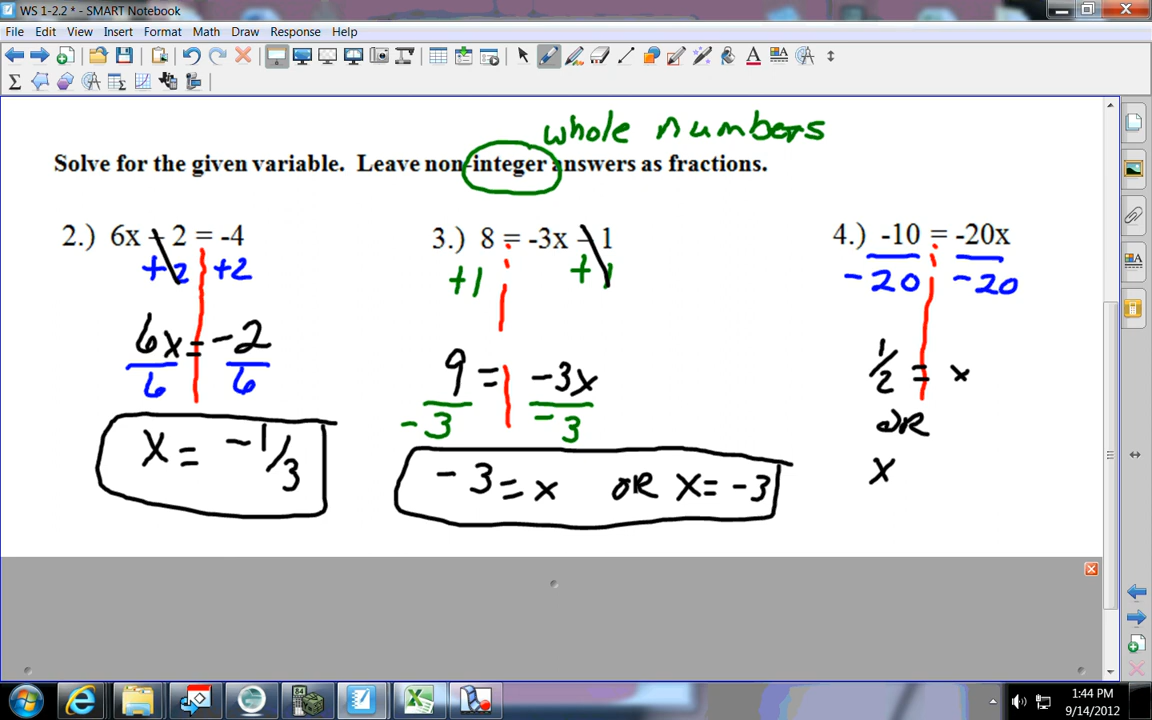 WS 1-2.2 * - SMART Notebook
File Edit View Insert Format Math Draw Response Help
whole numbers
Solve for the given variable. Leave non-integer answers as fractions.
2.) 6x - 2 = -4
+2 +2
6x = -2
6 6
x = -1/3
3.) 8 = -3x - 1
+1 +1
9 = -3x
-3 -3
-3 = x OR x = -3
4.) -10 = -20x
-20 -20
1/2 = x
OR
x
1:44 PM
9/14/2012